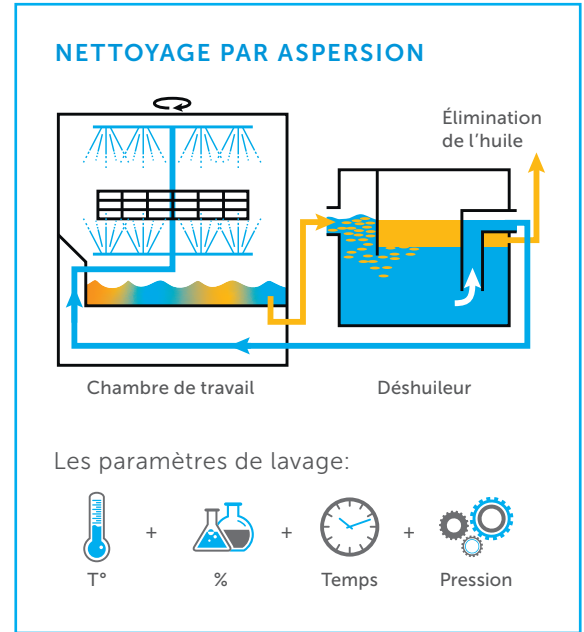 NETTOYAGE PAR ASPERSION
Élimination
de l'huile
Chambre de travail
Déshuileur
Les paramètres de lavage:
+
+
+
T°
%
Temps
Pression